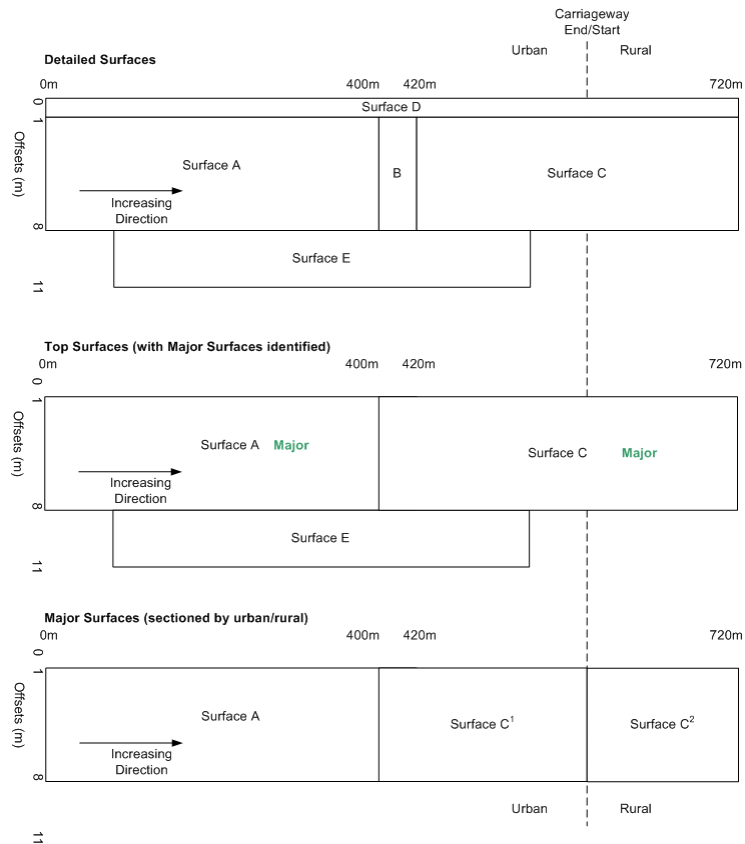 Carriageway
End/Start
Urban Rural
Detailed Surfaces
0m 400m 420m 720m
0
Surface D
1
Offsets (m)
Surface A
B
Surface C
Increasing
Direction
8
Surface E
11
Top Surfaces (with Major Surfaces identified)
0m 400m 420m 720m
0
1
Offsets (m)
Surface A Major
Surface C Major
Increasing
Direction
8
Surface E
11
Major Surfaces (sectioned by urban/rural)
0m 400m 420m 720m
0
1
Offsets (m)
Surface A
Surface C¹
Surface C²
Increasing
Direction
8
Urban Rural
11